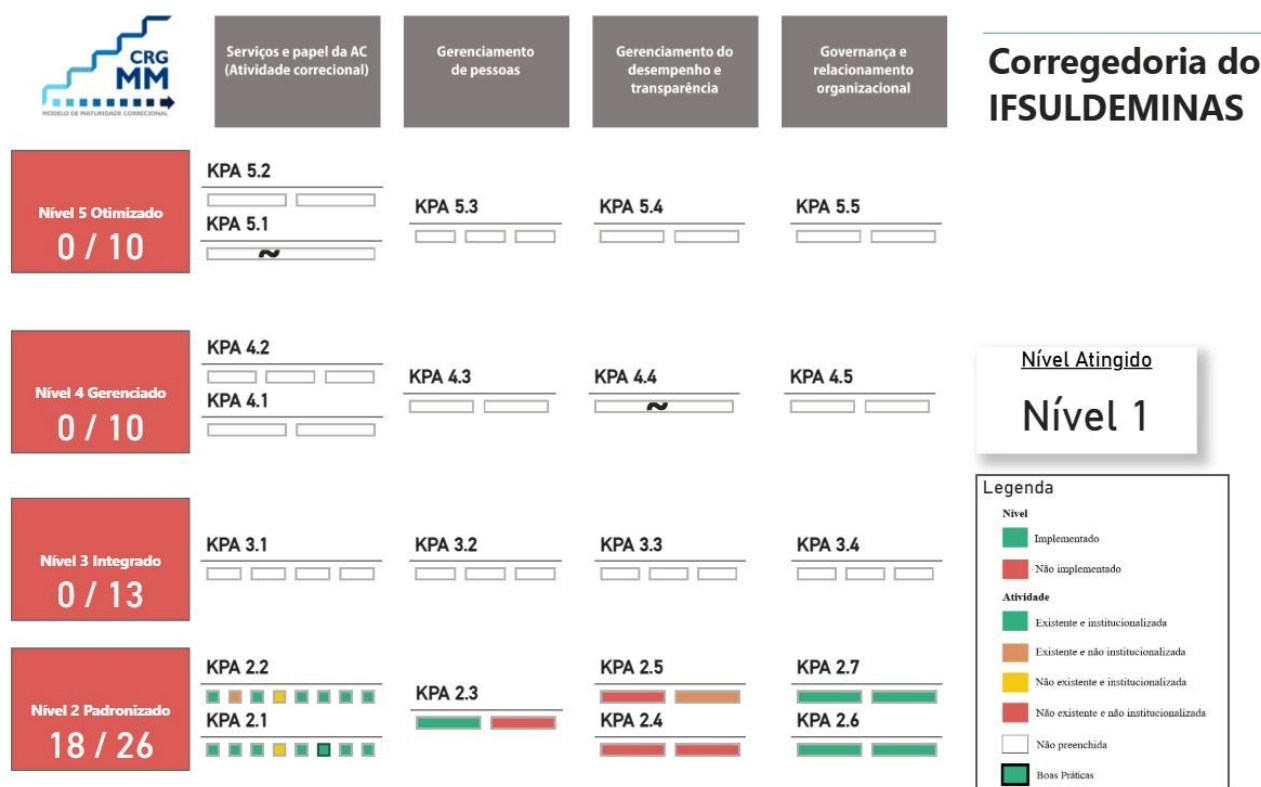 CRG
MM
MODELO DE MATURIDADE CORRECIONAL
Serviços e papel da AC
(Atividade correcional)
Gerenciamento
de pessoas
Gerenciamento do
desempenho e
transparência
Governança e
relacionamento
organizacional
Corregedoria do
IFSULDEMINAS
Nível 5 Otimizado
0 / 10
KPA 5.2
KPA 5.1
~
KPA 5.3
KPA 5.4
KPA 5.5
Nível 4 Gerenciado
0 / 10
KPA 4.2
KPA 4.1
KPA 4.3
KPA 4.4
~
KPA 4.5
Nível Atingido
Nível 1
Nível 3 Integrado
0 / 13
KPA 3.1
KPA 3.2
KPA 3.3
KPA 3.4
Nível 2 Padronizado
18 / 26
KPA 2.2
KPA 2.1
KPA 2.3
KPA 2.5
KPA 2.4
KPA 2.7
KPA 2.6
Legenda
Nível
Implementado
Não implementado
Atividade
Existente e institucionalizada
Existente e não institucionalizada
Não existente e institucionalizada
Não existente e não institucionalizada
Não preenchida
Boas Práticas